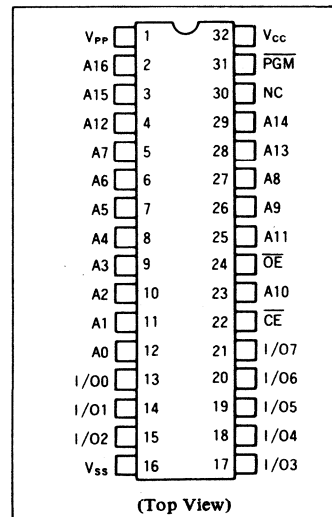 VPP 1 32 VCC
A16 2 31 PGM
A15 3 30 NC
A12 4 29 A14
A7 5 28 A13
A6 6 27 A8
A5 7 26 A9
A4 8 25 A11
A3 9 24 OE
A2 10 23 A10
A1 11 22 CE
A0 12 21 I/O7
I/O0 13 20 I/O6
I/O1 14 19 I/O5
I/O2 15 18 I/O4
VSS 16 17 I/O3
(Top View)